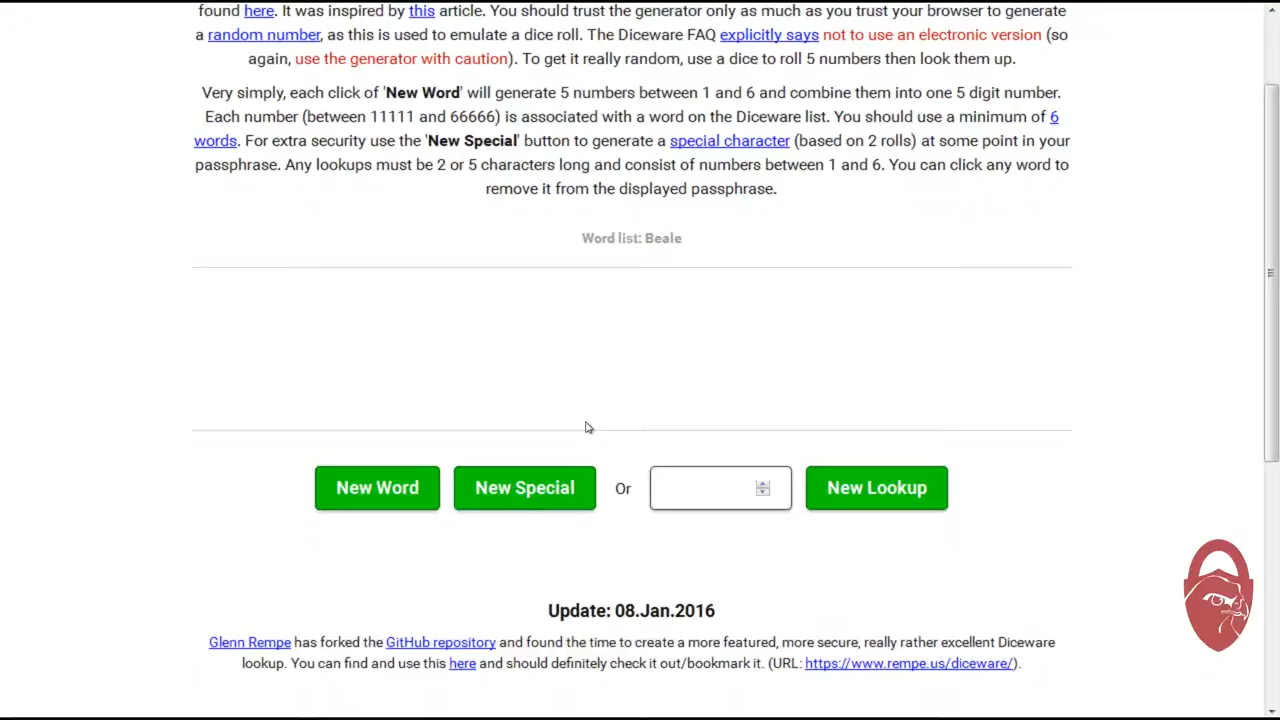 found here. It was inspired by this article. You should trust the generator only as much as you trust your browser to generate
a random number, as this is used to emulate a dice roll. The Diceware FAQ explicitly says not to use an electronic version (so
again, use the generator with caution). To get it really random, use a dice to roll 5 numbers then look them up.
Very simply, each click of 'New Word' will generate 5 numbers between 1 and 6 and combine them into one 5 digit number.
Each number (between 11111 and 66666) is associated with a word on the Diceware list. You should use a minimum of 6
words. For extra security use the 'New Special' button to generate a special character (based on 2 rolls) at some point in your
passphrase. Any lookups must be 2 or 5 characters long and consist of numbers between 1 and 6. You can click any word to
remove it from the displayed passphrase.
Word list: Beale
New Word New Special Or New Lookup
Update: 08.Jan.2016
Glenn Rempe has forked the GitHub repository and found the time to create a more featured, more secure, really rather excellent Diceware
lookup. You can find and use this here and should definitely check it out/bookmark it. (URL: https://www.rempe.us/diceware/).